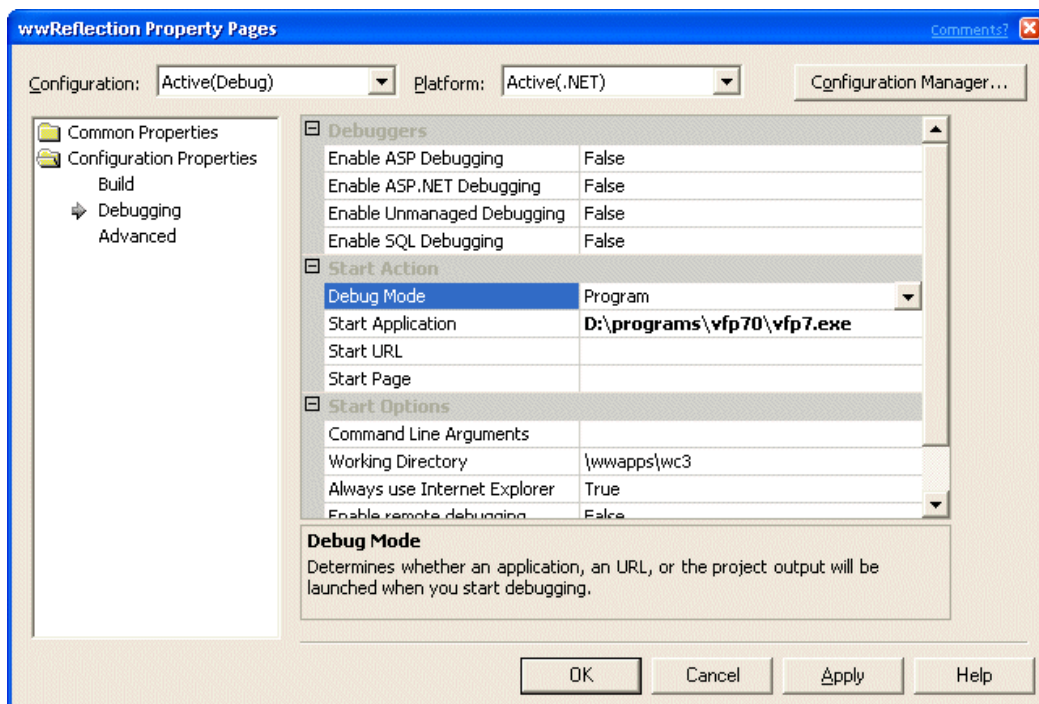 wwReflection Property Pages Comments?
Configuration: Active(Debug) Platform: Active(.NET) Configuration Manager...
Common Properties
Configuration Properties
Build
Debugging
Advanced
Debuggers
Enable ASP Debugging False
Enable ASP.NET Debugging False
Enable Unmanaged Debugging False
Enable SQL Debugging False
Start Action
Debug Mode Program
Start Application D:\programs\vfp70\vfp7.exe
Start URL
Start Page
Start Options
Command Line Arguments
Working Directory \wwapps\wc3
Always use Internet Explorer True
Enable remote debugging False
Debug Mode
Determines whether an application, an URL, or the project output will be
launched when you start debugging.
OK Cancel Apply Help